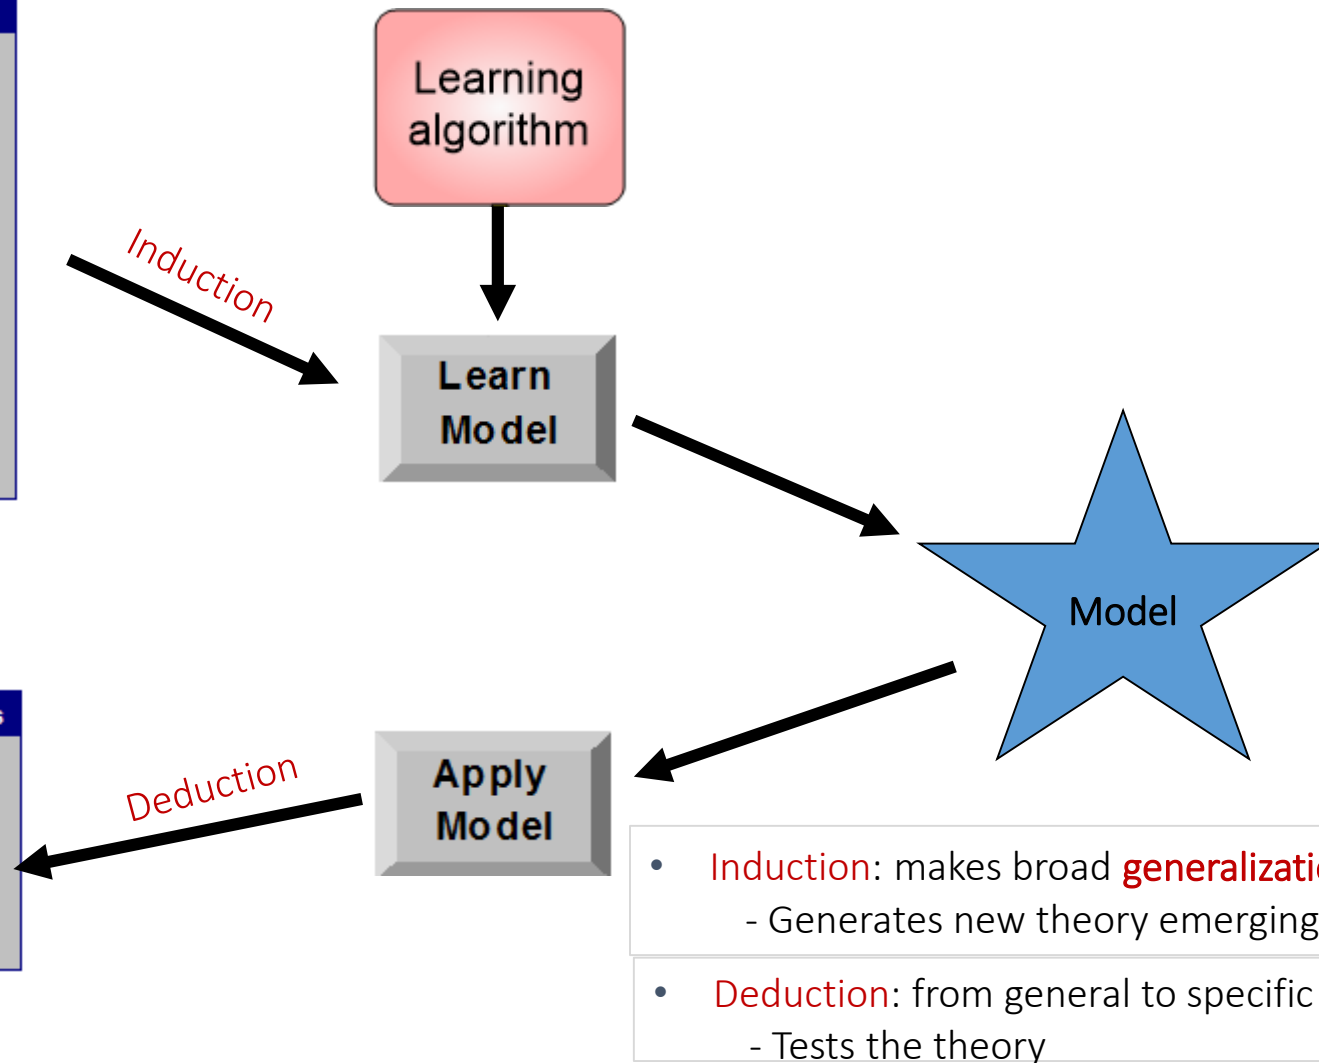 Learning
algorithm
Induction
Learn
Model
Model
s
Deduction
Apply
Model
• Induction: makes broad generalizati
- Generates new theory emerging
• Deduction: from general to specific
- Tests the theory